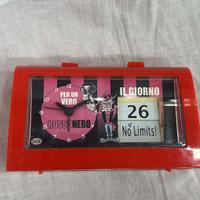 PER UN
VERO
ROSSONERO
IL GIORNO
26
No Limits!